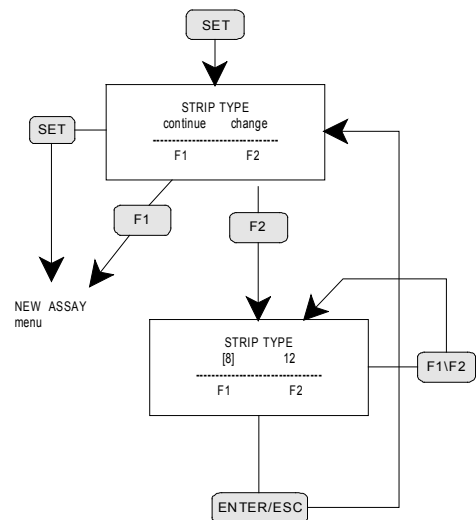 SET
STRIP TYPE
continue change
--------------------------------
F1 F2
SET
F1
F2
NEW ASSAY
menu
STRIP TYPE
[8] 12
--------------------------------
F1 F2
F1\F2
ENTER/ESC